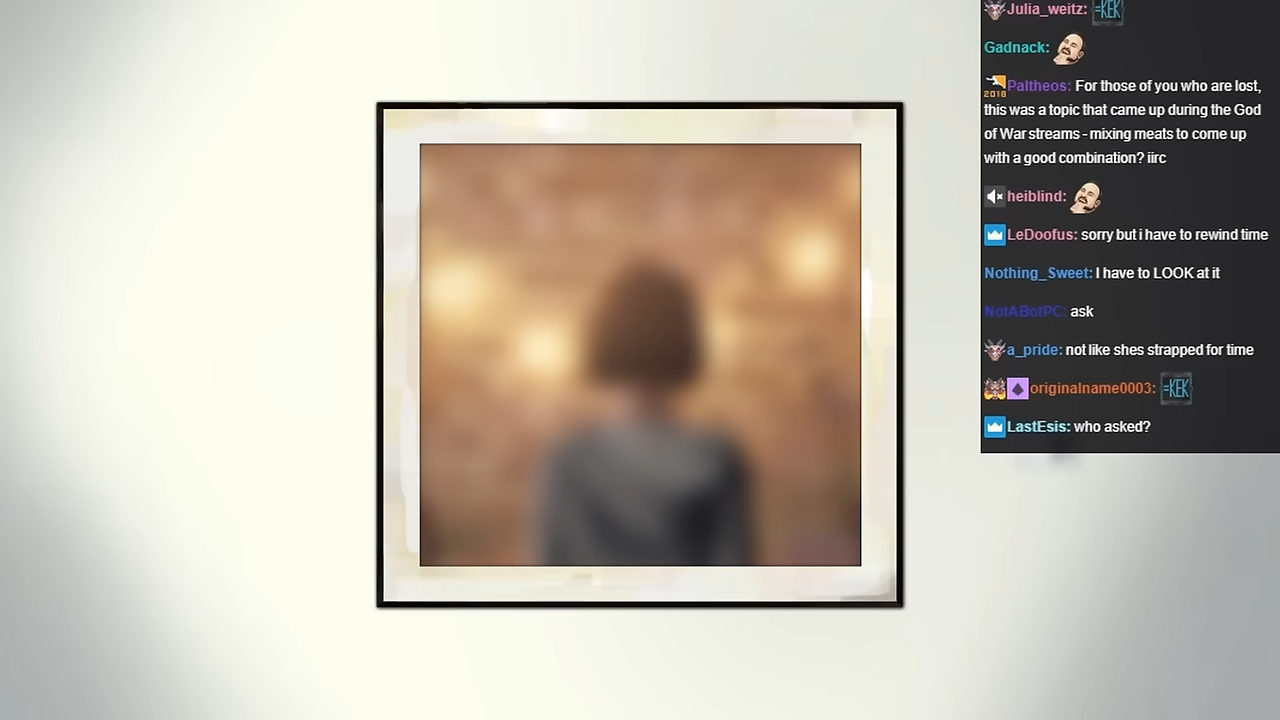 Julia_weitz: =KEK
Gadnack:
2018 Paltheos: For those of you who are lost,
this was a topic that came up during the God
of War streams - mixing meats to come up
with a good combination? iirc
heiblind:
LeDoofus: sorry but i have to rewind time
Nothing_Sweet: I have to LOOK at it
NotABotPC: ask
a_pride: not like shes strapped for time
originalname0003: =KEK
LastEsis: who asked?